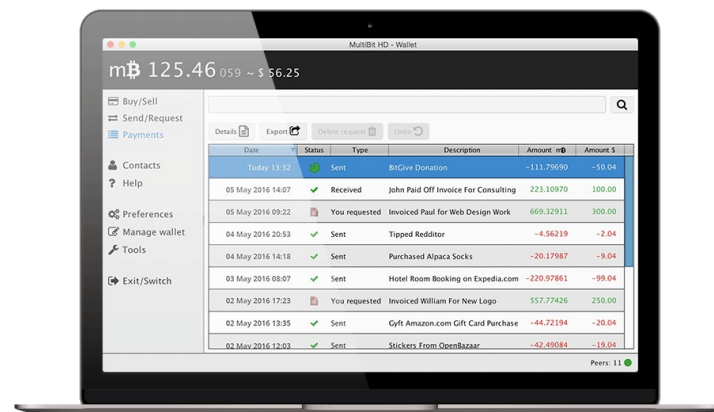 MultiBit HD - Wallet
m₿ 125.46 059 ~ $ 56.25
Buy/Sell
Send/Request
Payments
Contacts
? Help
Preferences
Manage wallet
Tools
Exit/Switch
Details Export Delete request Undo
Date Status Type Description Amount m₿ Amount $
Today 13:32 Sent BitGive Donation -111.79690 -50.04
05 May 2016 14:07 Received John Paid Off Invoice For Consulting 223.10970 100.00
05 May 2016 09:22 You requested Invoiced Paul for Web Design Work 669.32911 300.00
04 May 2016 20:53 Sent Tipped Redditor -4.56219 -2.04
04 May 2016 14:18 Sent Purchased Alpaca Socks -20.17987 -9.04
03 May 2016 08:07 Sent Hotel Room Booking on Expedia.com -220.97861 -99.04
02 May 2016 17:23 You requested Invoiced William For New Logo 557.77426 250.00
02 May 2016 13:35 Sent Gyft Amazon.com Gift Card Purchase -44.72194 -20.04
02 May 2016 12:03 Sent Stickers From OpenBazaar -42.49084 -19.04
Peers: 11